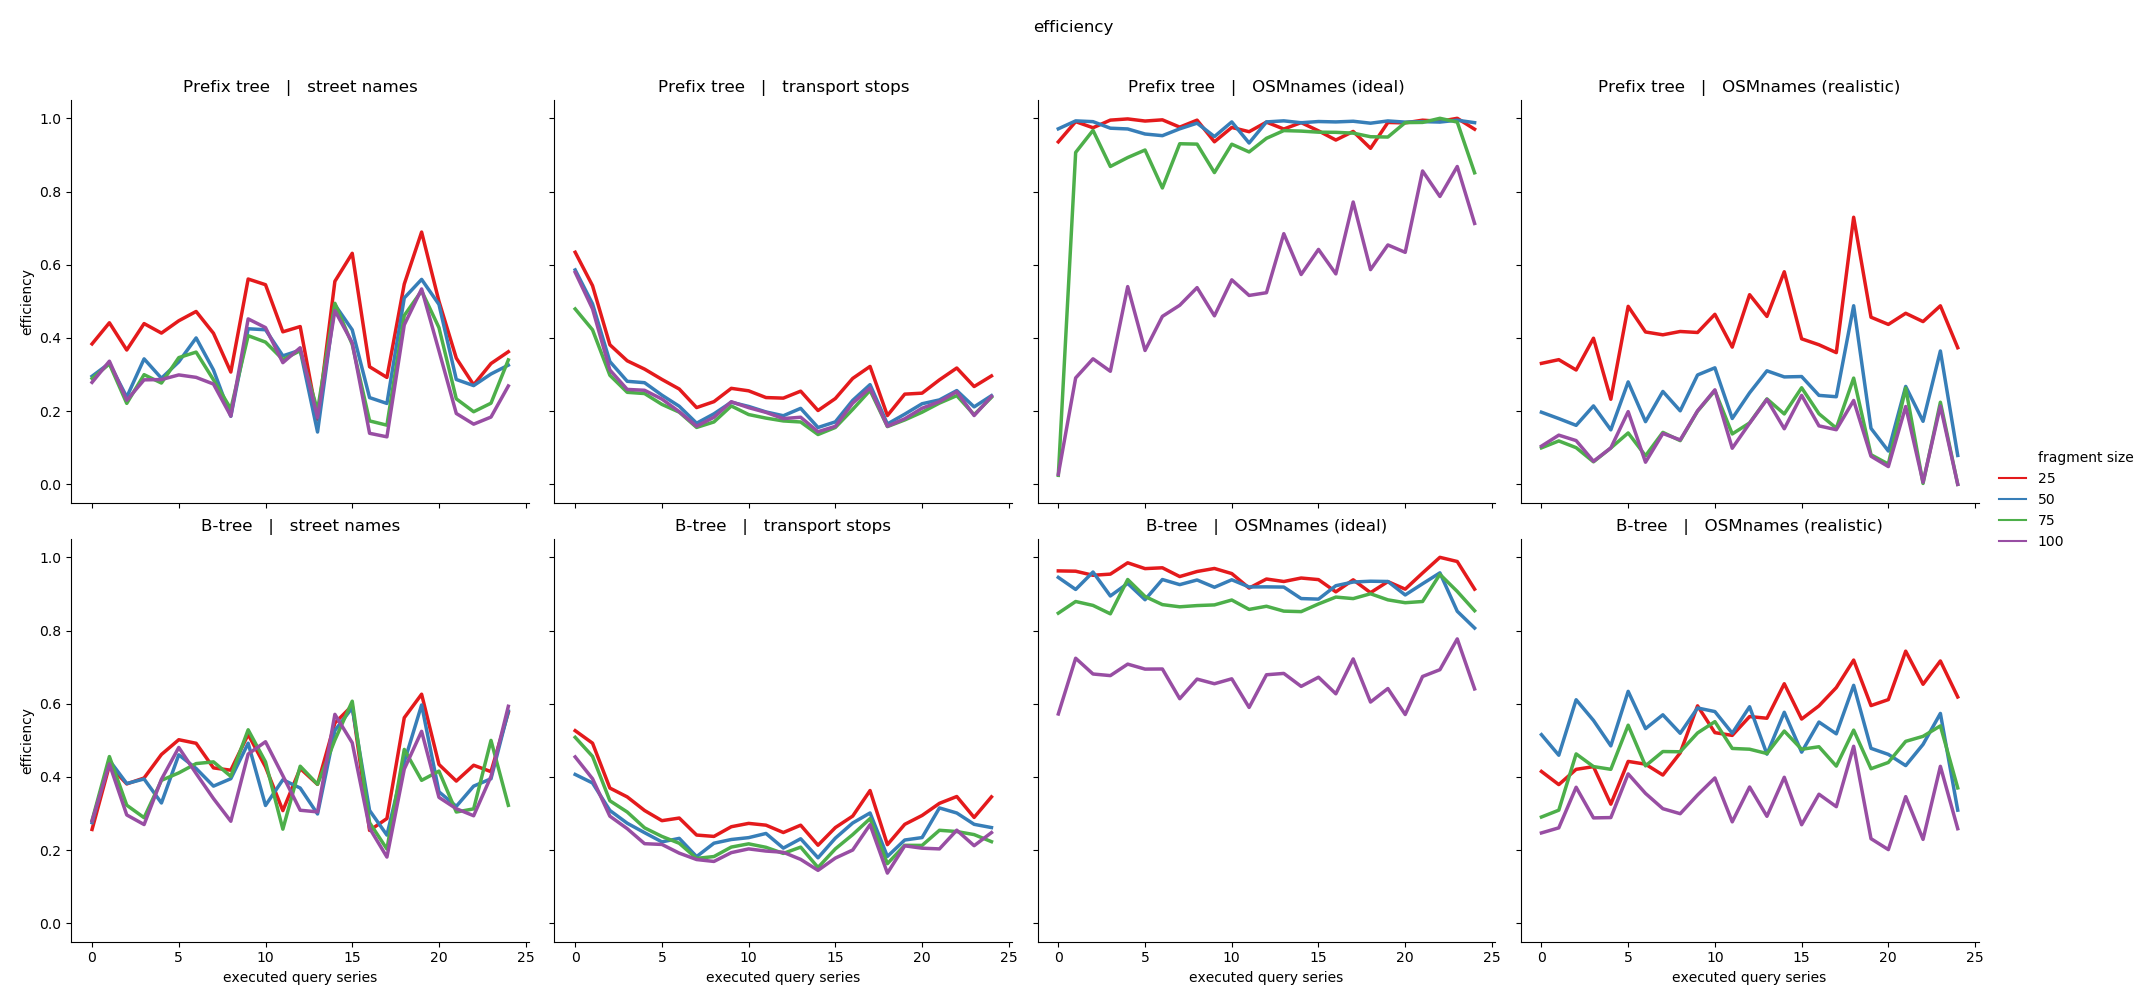 efficiency
Prefix tree | street names
Prefix tree | transport stops
Prefix tree | OSMnames (ideal)
Prefix tree | OSMnames (realistic)
1.0
0.8
0.6
0.4
0.2
0.0
efficiency
fragment size
25
50
75
100
B-tree | street names
B-tree | transport stops
B-tree | OSMnames (ideal)
B-tree | OSMnames (realistic)
1.0
0.8
0.6
0.4
0.2
0.0
efficiency
0 5 10 15 20 25
executed query series
0 5 10 15 20 25
executed query series
0 5 10 15 20 25
executed query series
0 5 10 15 20 25
executed query series